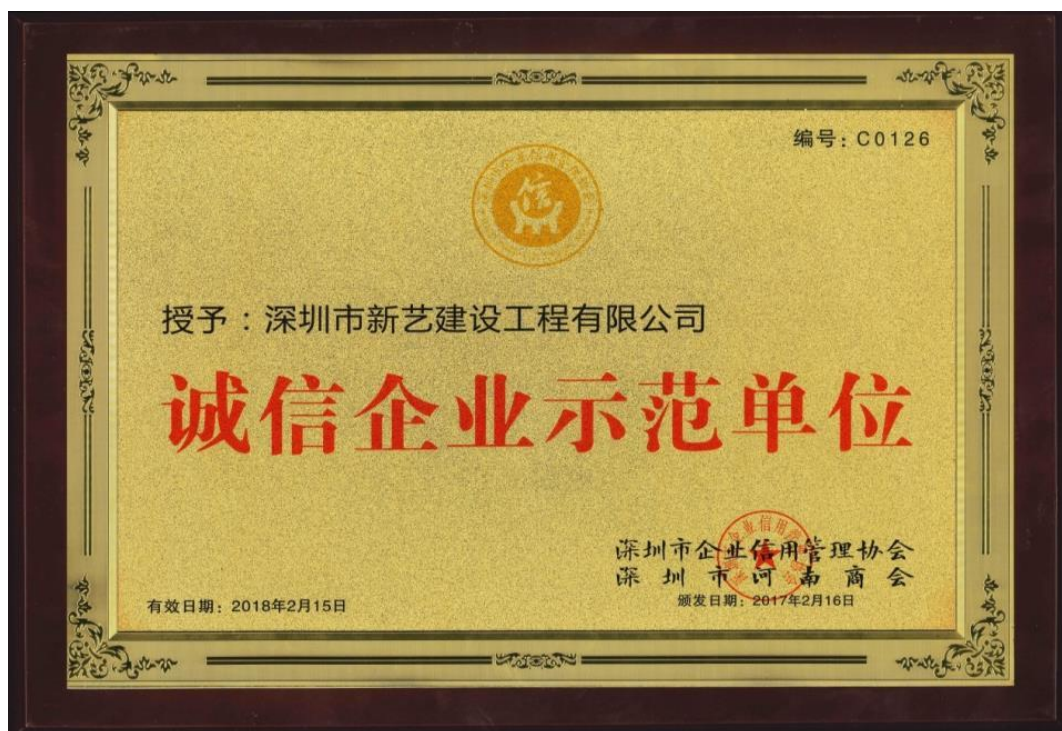 编号：C0126
信
授予：深圳市新艺建设工程有限公司
诚信企业示范单位
深圳市企业信用管理协会
深圳市河南商会
有效日期：2018年2月15日
颁发日期：2017年2月16日